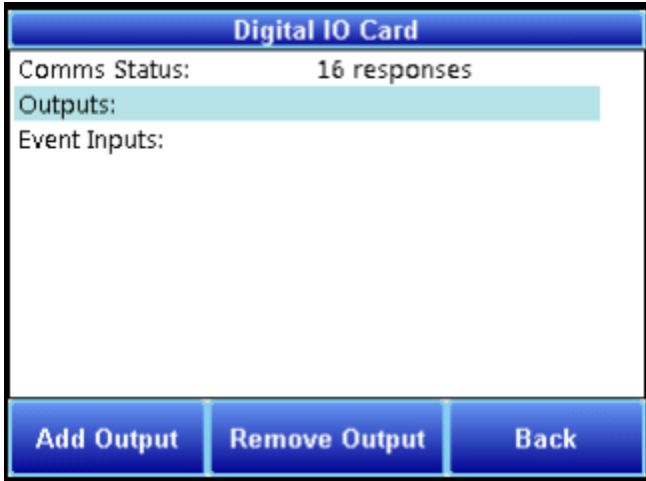 Digital IO Card
Comms Status: 16 responses
Outputs:
Event Inputs:
Add Output Remove Output Back